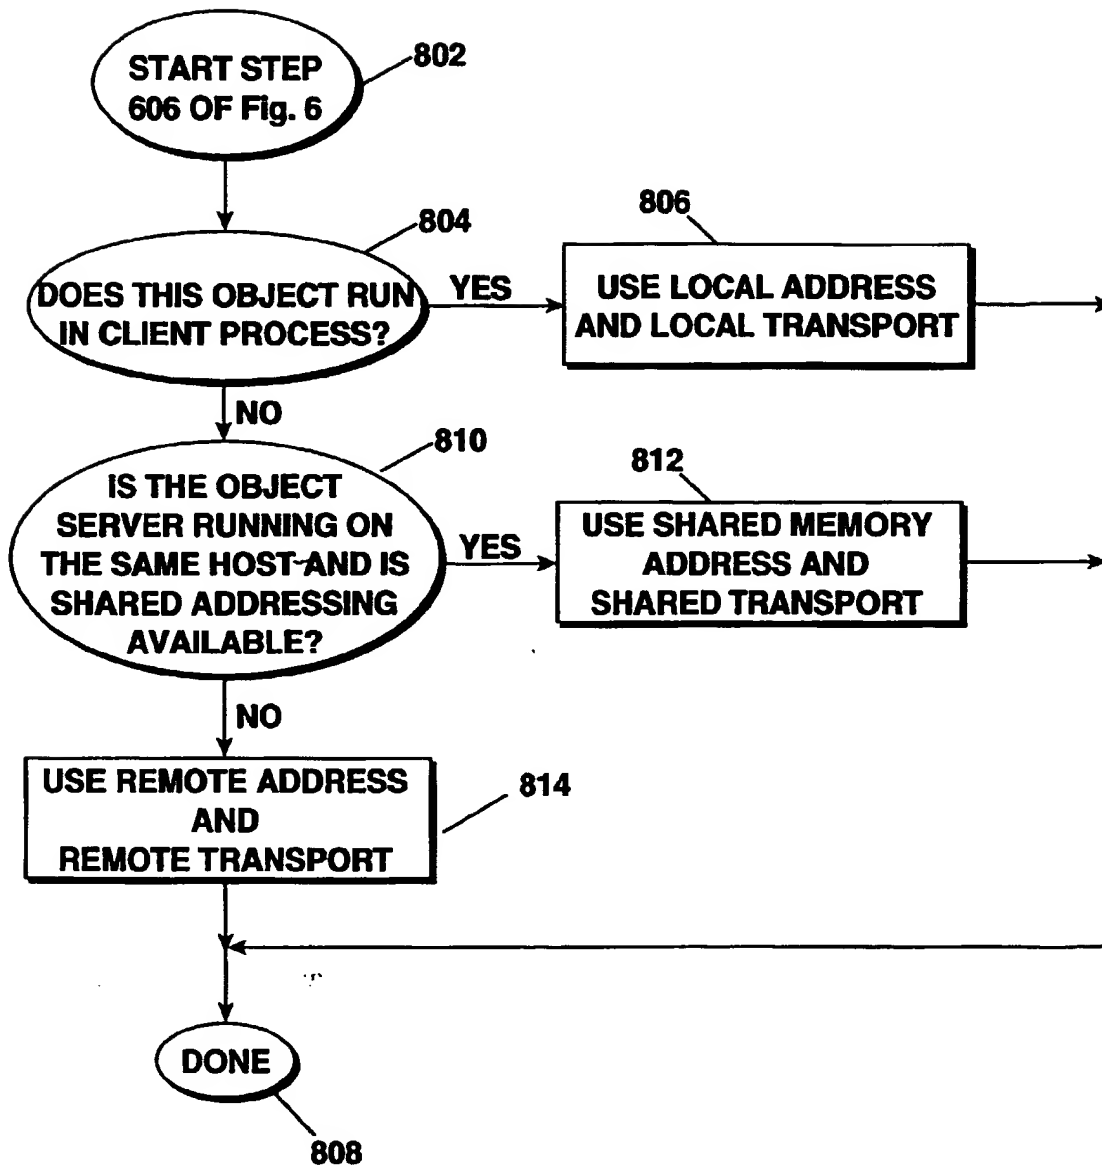 START STEP
606 OF Fig. 6
802
804
DOES THIS OBJECT RUN
IN CLIENT PROCESS?
YES
806
USE LOCAL ADDRESS
AND LOCAL TRANSPORT
NO
810
IS THE OBJECT
SERVER RUNNING ON
THE SAME HOST AND IS
SHARED ADDRESSING
AVAILABLE?
YES
812
USE SHARED MEMORY
ADDRESS AND
SHARED TRANSPORT
NO
USE REMOTE ADDRESS
AND
REMOTE TRANSPORT
814
DONE
808